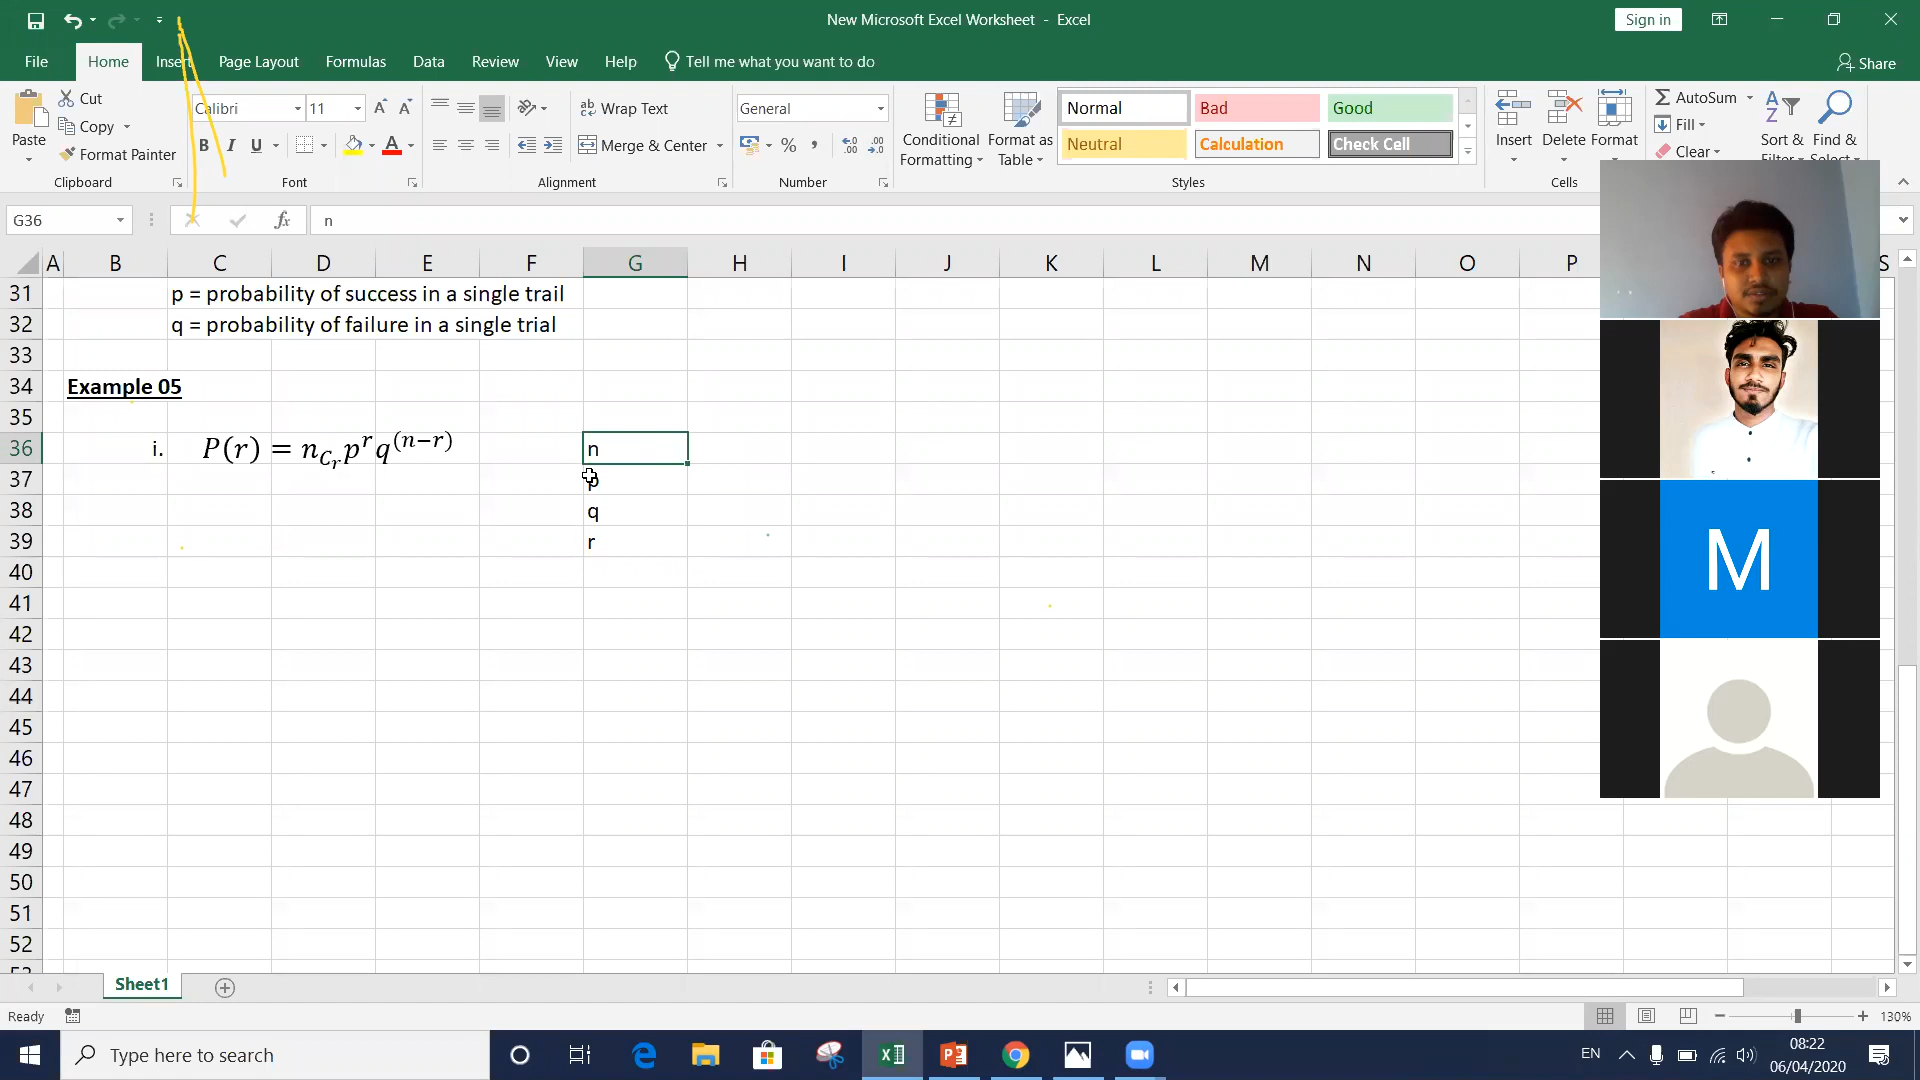 New Microsoft Excel Worksheet - Excel
Sign in
File Home Insert Page Layout Formulas Data Review View Help Tell me what you want to do Share
Paste
Cut
Copy
Format Painter
Clipboard
Calibri 11
B I U
Font
Wrap Text
Merge & Center
Alignment
General
Number
Conditional Formatting
Format as Table
Normal Bad Good
Neutral Calculation Check Cell
Styles
Insert Delete Format
Cells
AutoSum
Fill
Clear
Sort &
Find &
G36 fx n
A B C D E F G H I J K L M N O P S
31 p = probability of success in a single trail
32 q = probability of failure in a single trial
33
34 Example 05
35
36 i. P(r) = n_{C_r} p^r q^{(n−r)} n
37 p
38 q
39 r
40
41
42
43
44
45
46
47
48
49
50
51
52
M
Sheet1
Ready 130%
Type here to search
EN
08:22
06/04/2020